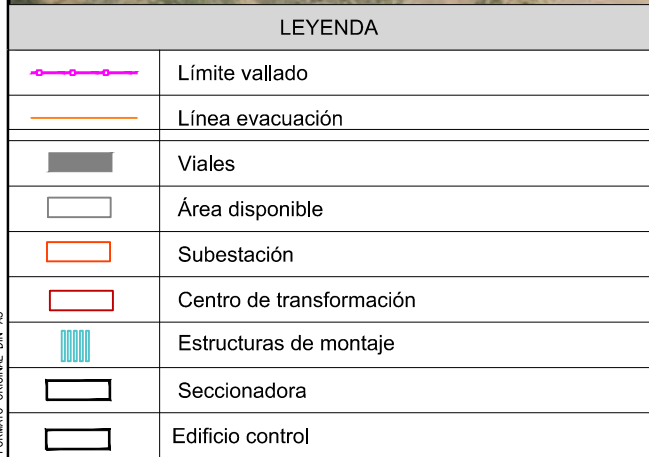 LEYENDA
Límite vallado
Línea evacuación
Viales
Área disponible
Subestación
Centro de transformación
Estructuras de montaje
Seccionadora
Edificio control